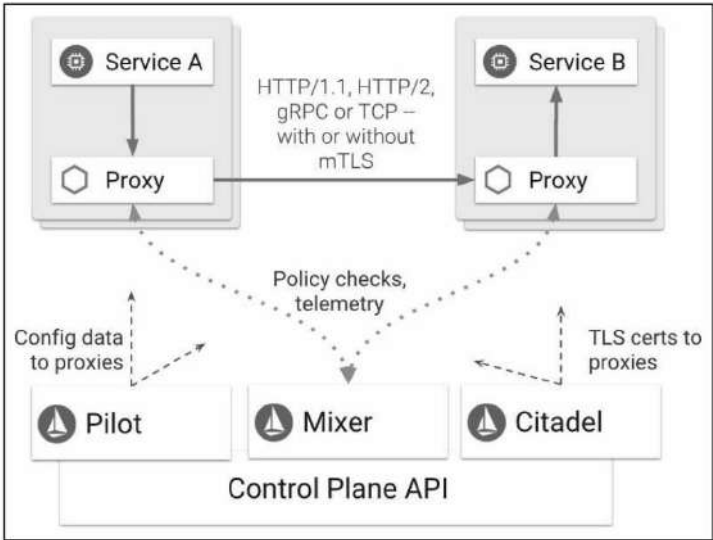 Service A
Service B
HTTP/1.1, HTTP/2,
gRPC or TCP –
with or without
mTLS
Proxy
Proxy
Policy checks,
telemetry
Config data
to proxies
TLS certs to
proxies
Pilot
Mixer
Citadel
Control Plane API